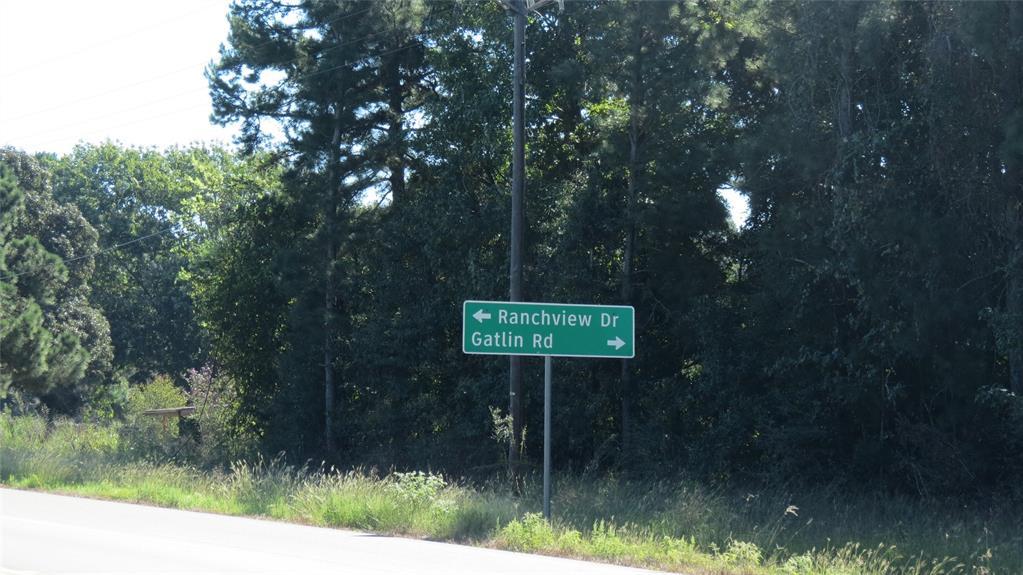 ← Ranchview Dr
Gatlin Rd →